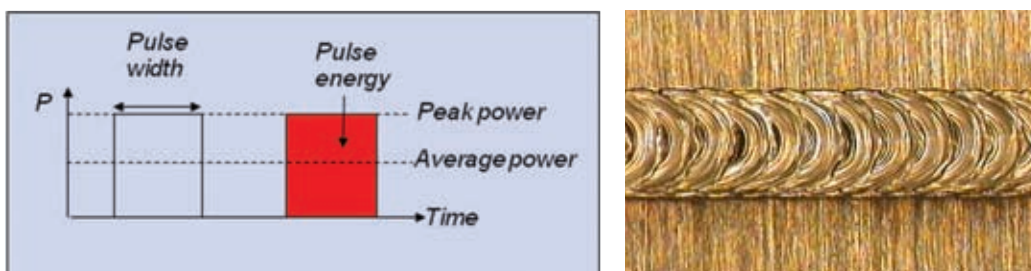 Pulse
width
Pulse
energy
P
Peak power
Average power
Time